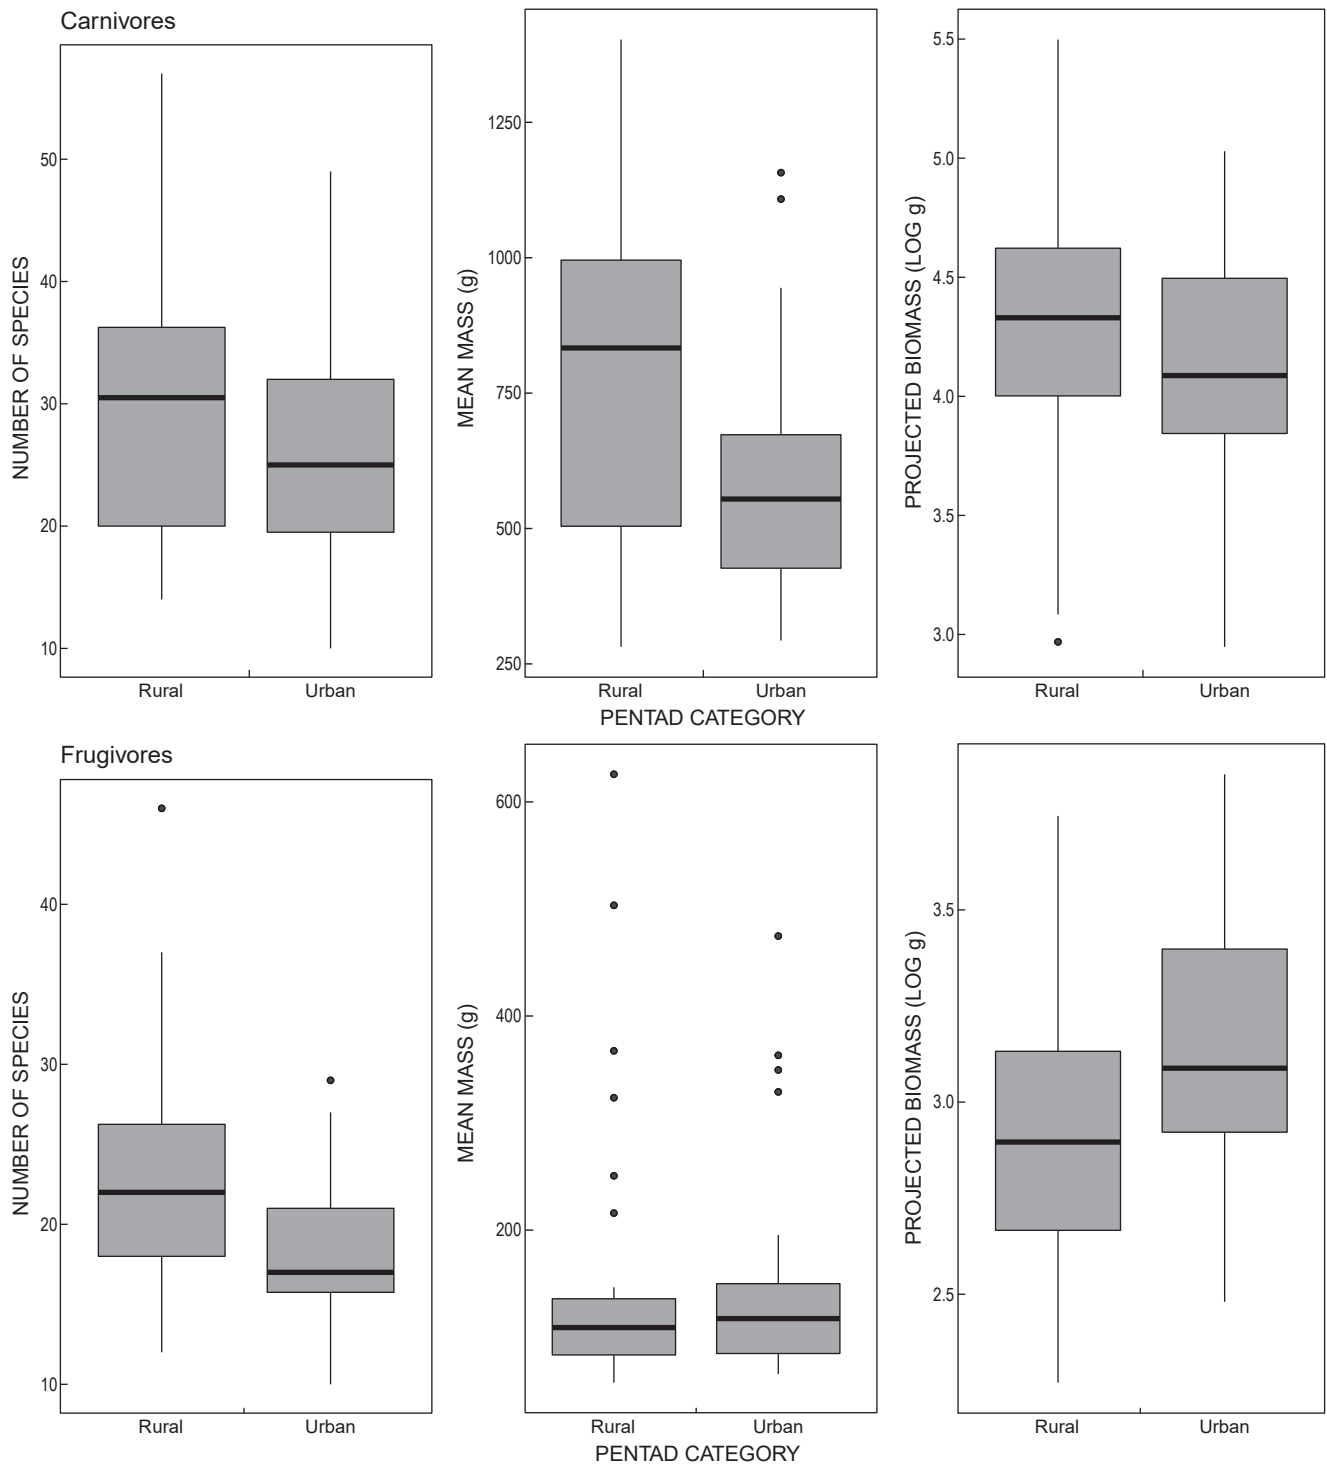 Carnivores
NUMBER OF SPECIES
50
40
30
20
10
Rural
Urban
MEAN MASS (g)
1250
1000
750
500
250
Rural
Urban
PENTAD CATEGORY
PROJECTED BIOMASS (LOG g)
5.5
5.0
4.5
4.0
3.5
3.0
Rural
Urban
Frugivores
NUMBER OF SPECIES
40
30
20
10
Rural
Urban
MEAN MASS (g)
600
400
200
Rural
Urban
PENTAD CATEGORY
PROJECTED BIOMASS (LOG g)
3.5
3.0
2.5
Rural
Urban